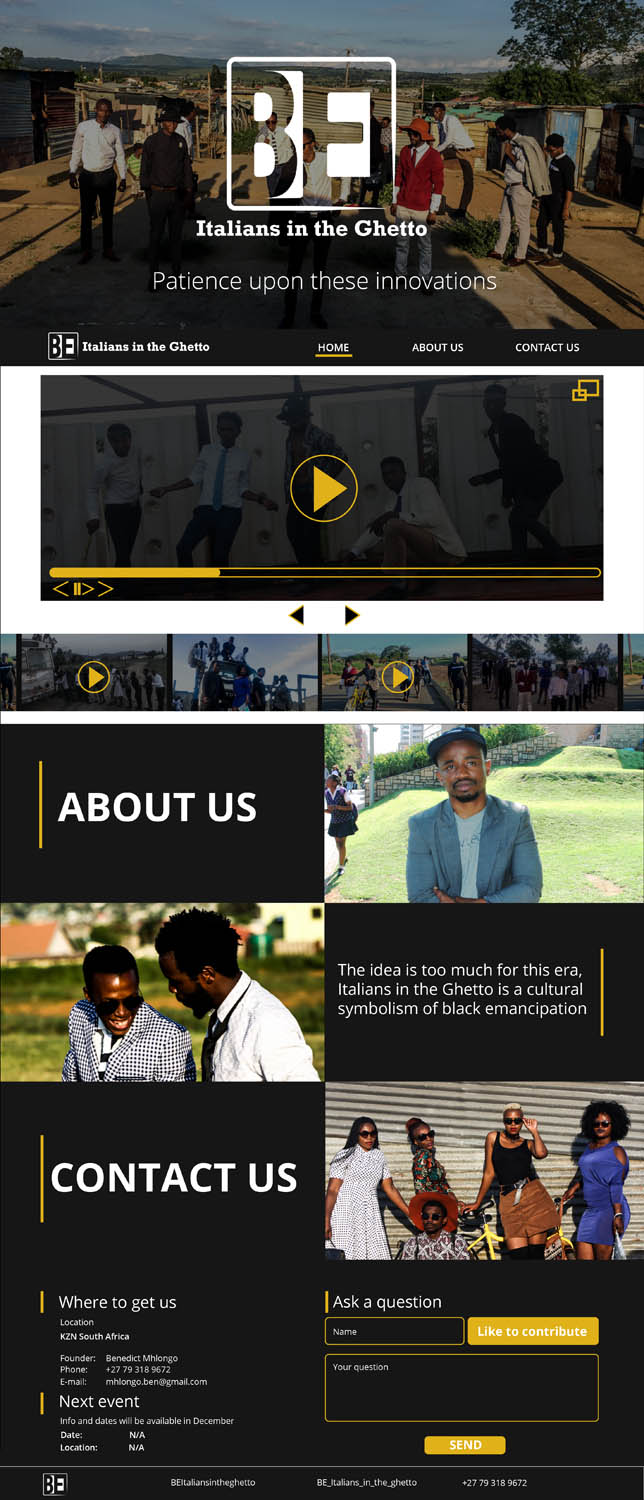 BE
Italians in the Ghetto
Patience upon these innovations
BE Italians in the Ghetto HOME ABOUT US CONTACT US
ABOUT US
The idea is too much for this era,
Italians in the Ghetto is a cultural
symbolism of black emancipation
CONTACT US
Where to get us
Location
KZN South Africa
Founder: Benedict Mhlongo
Phone: +27 79 318 9672
E-mail: mhlongo.ben@gmail.com
Next event
Info and dates will be available in December
Date: N/A
Location: N/A
Ask a question
Name
Like to contribute
Your question
SEND
BE BEItaliansintheghetto BE_Italians_in_the_ghetto +27 79 318 9672